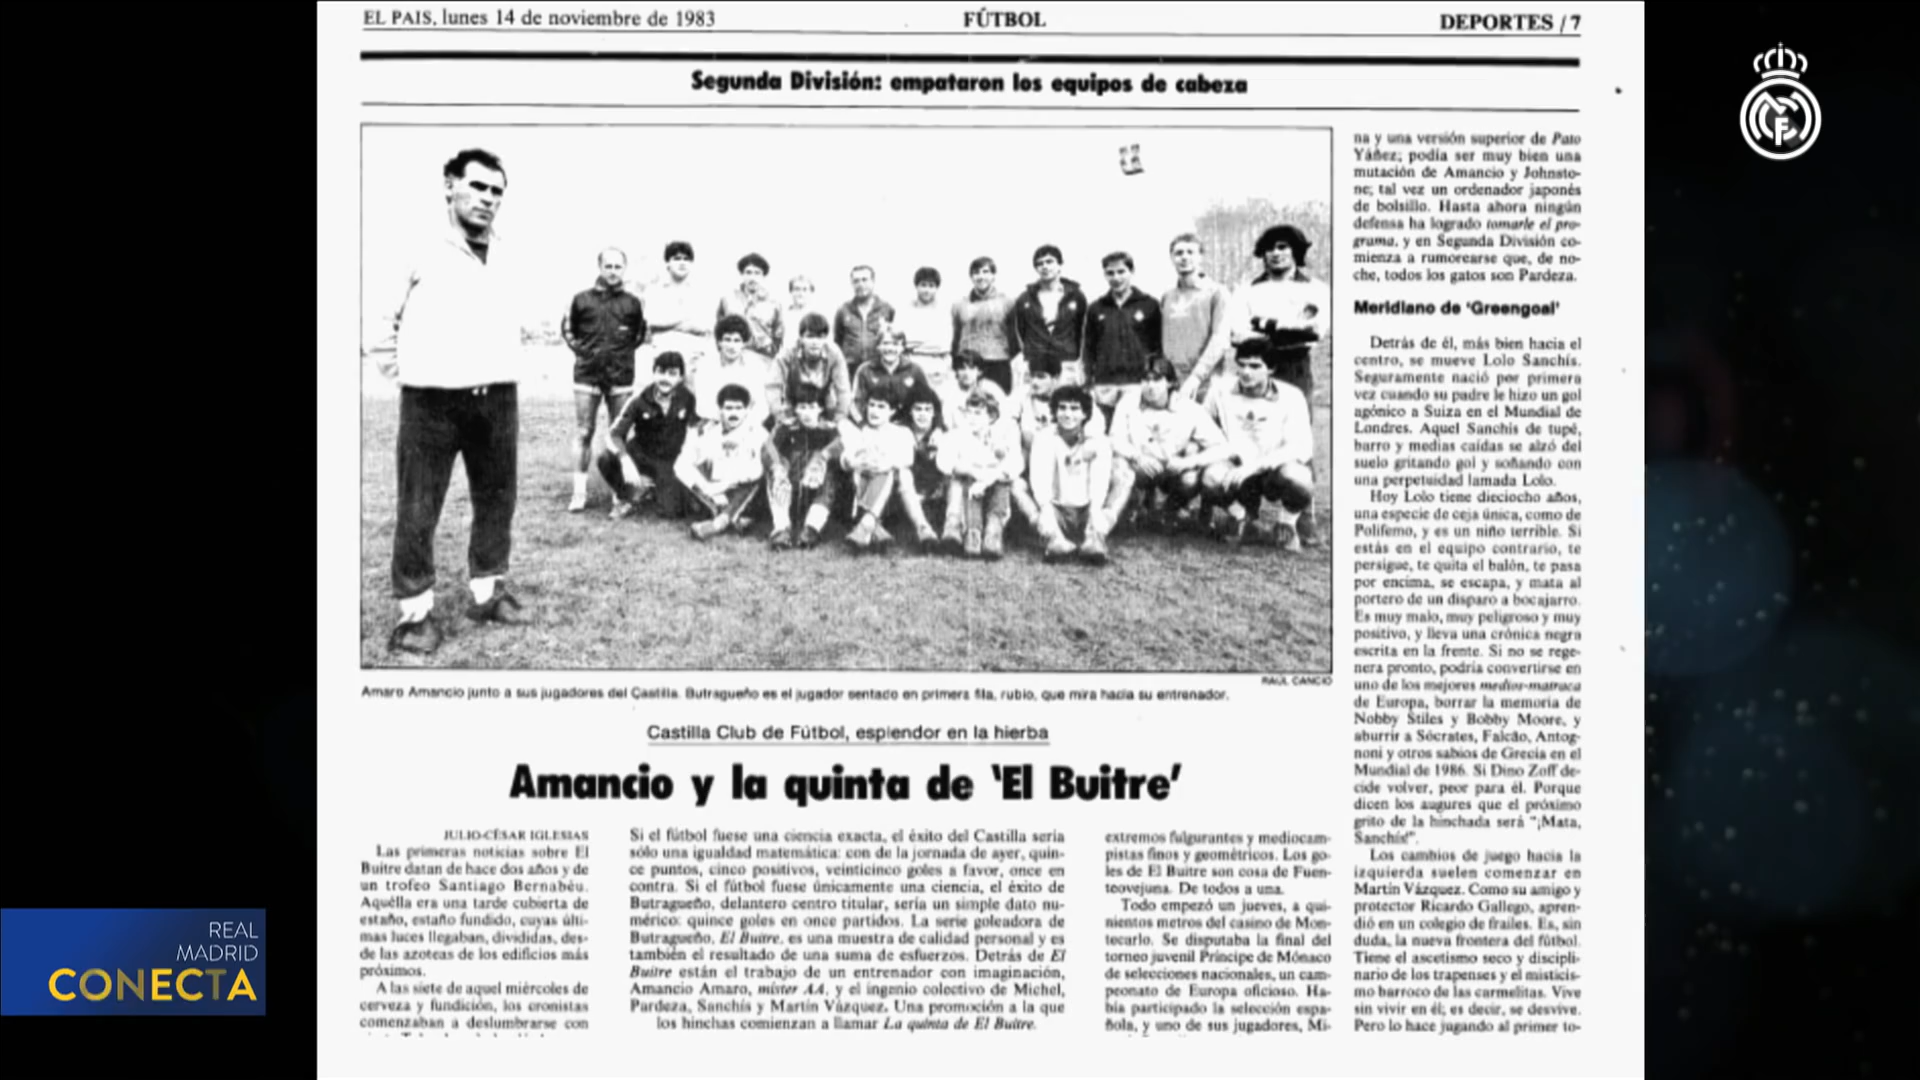 EL PAIS, lunes 14 de noviembre de 1983
FÚTBOL
DEPORTES / 7
Segunda División: empataron los equipos de cabeza
RAÚL CANCIO
Amaro Amancio junto a sus jugadores del Castilla. Butragueño es el jugador sentado en primera fila, rubio, que mira hacia su entrenador.
Castilla Club de Fútbol, esplendor en la hierba
Amancio y la quinta de 'El Buitre'
JULIO-CÉSAR IGLESIAS
Las primeras noticias sobre El
Buitre datan de hace dos años y de
un trofeo Santiago Bernabéu.
Aquélla era una tarde cubierta de
estaño, estaño fundido, cuyas últi-
mas luces llegaban, divididas, des-
de las azoteas de los edificios más
próximos.
A las siete de aquel miércoles de
cerveza y fundición, los cronistas
comenzaban a deslumbrarse con
Si el fútbol fuese una ciencia exacta, el éxito del Castilla sería
sólo una igualdad matemática: con de la jornada de ayer, quin-
ce puntos, cinco positivos, veinticinco goles a favor, once en
contra. Si el fútbol fuese únicamente una ciencia, el éxito de
Butragueño, delantero centro titular, sería un simple dato nu-
mérico: quince goles en once partidos. La serie goleadora de
Butragueño, El Buitre, es una muestra de calidad personal y es
también el resultado de una suma de esfuerzos. Detrás de El
Buitre están el trabajo de un entrenador con imaginación,
Amancio Amaro, míster AA, y el ingenio colectivo de Michel,
Pardeza, Sanchís y Martín Vázquez. Una promoción a la que
los hinchas comienzan a llamar La quinta de El Buitre.
extremos fulgurantes y mediocam-
pistas finos y geométricos. Los go-
les de El Buitre son cosa de Fuen-
teovejuna. De todos a una.
Todo empezó un jueves, a qui-
nientos metros del casino de Mon-
tecarlo. Se disputaba la final del
torneo juvenil Príncipe de Mónaco
de selecciones nacionales, un cam-
peonato de Europa oficioso. Ha-
bía participado la selección espa-
ñola, y uno de sus jugadores, Mi-
na y una versión superior de Pato
Yáñez; podía ser muy bien una
mutación de Amancio y Johnsto-
ne; tal vez un ordenador japonés
de bolsillo. Hasta ahora ningún
defensa ha logrado tomarle el pro-
grama, y en Segunda División co-
mienza a rumorearse que, de no-
che, todos los gatos son Pardeza.
Meridiano de 'Greengoal'
Detrás de él, más bien hacia el
centro, se mueve Lolo Sanchís.
Seguramente nació por primera
vez cuando su padre le hizo un gol
agónico a Suiza en el Mundial de
Londres. Aquel Sanchís de tupé,
barro y medias caídas se alzó del
suelo gritando gol y soñando con
una perpetuidad lamada Lolo.
Hoy Lolo tiene dieciocho años,
una especie de ceja única, como de
Polifemo, y es un niño terrible. Si
estás en el equipo contrario, te
persigue, te quita el balón, te pasa
por encima, se escapa, y mata al
portero de un disparo a bocajarro.
Es muy malo, muy peligroso y muy
positivo, y lleva una crónica negra
escrita en la frente. Si no se rege-
nera pronto, podría convertirse en
uno de los mejores medios-matraca
de Europa, borrar la memoria de
Nobby Stiles y Bobby Moore, y
aburrir a Sócrates, Falcão, Antog-
noni y otros sabios de Grecia en el
Mundial de 1986. Si Dino Zoff de-
cide volver, peor para él. Porque
dicen los augures que el próximo
grito de la hinchada será "¡Mata,
Sanchís!".
Los cambios de juego hacia la
izquierda suelen comenzar en
Martín Vázquez. Como su amigo y
protector Ricardo Gallego, apren-
dió en un colegio de frailes. Es, sin
duda, la nueva frontera del fútbol.
Tiene el ascetismo seco y discipli-
nario de los trapenses y el misticis-
mo barroco de las carmelitas. Vive
sin vivir en él; es decir, se desvive.
Pero lo hace jugando al primer to-
REAL
MADRID
CONECTA